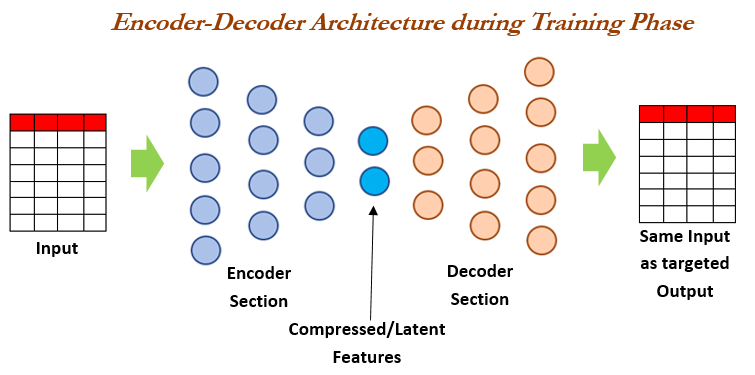 Encoder-Decoder Architecture during Training Phase
Input
Encoder
Section
Compressed/Latent
Features
Decoder
Section
Same Input
as targeted
Output